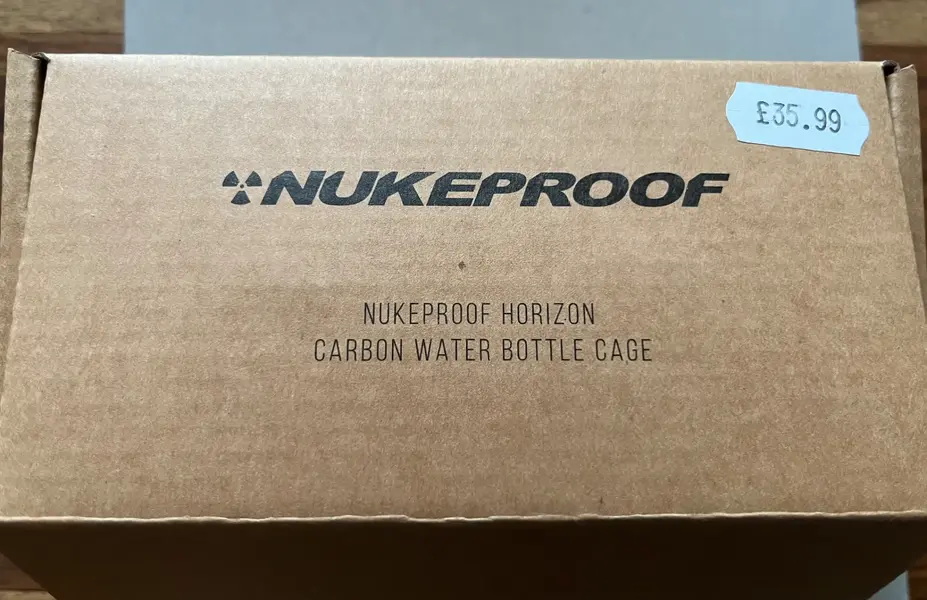 £35.99
NUKEPROOF
NUKEPROOF HORIZON
CARBON WATER BOTTLE CAGE